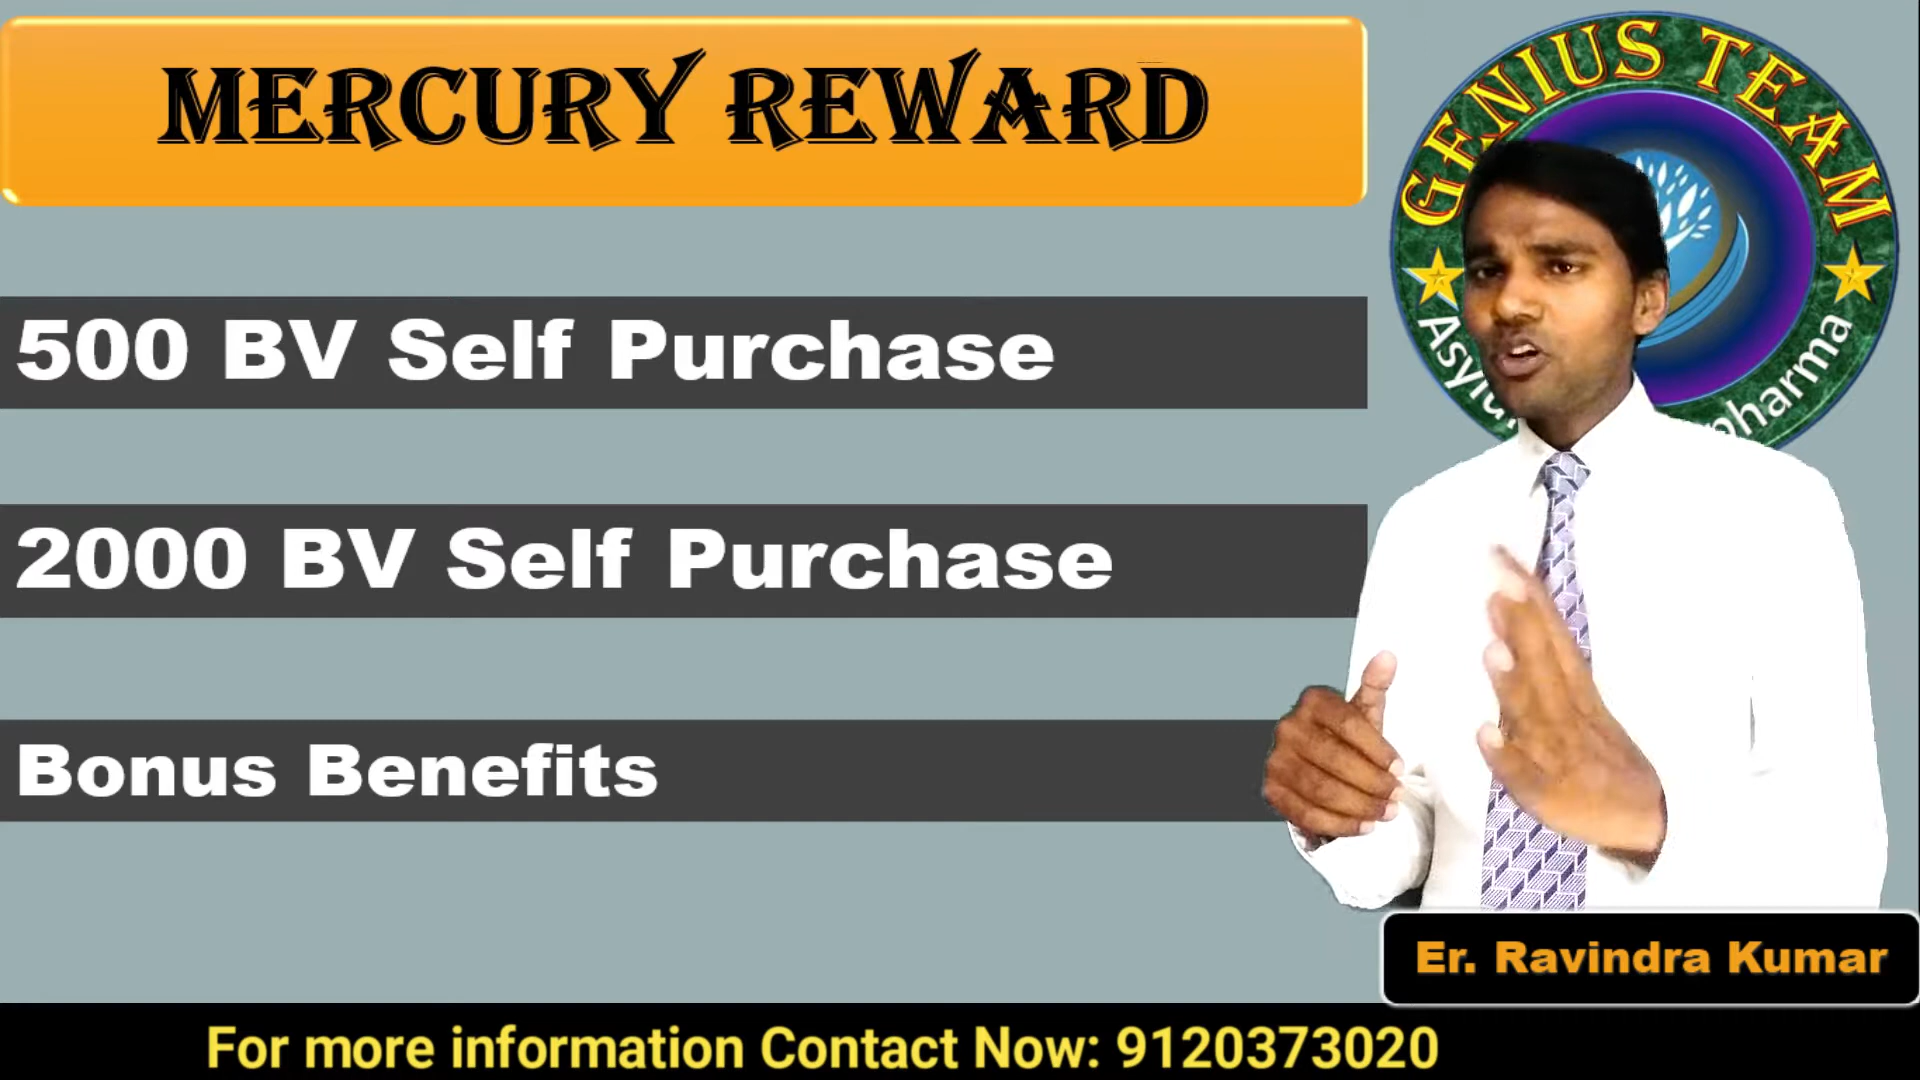 MERCURY REWARD
GENIUS TEAM
500 BV Self Purchase
2000 BV Self Purchase
Bonus Benefits
Er. Ravindra Kumar
For more information Contact Now: 9120373020